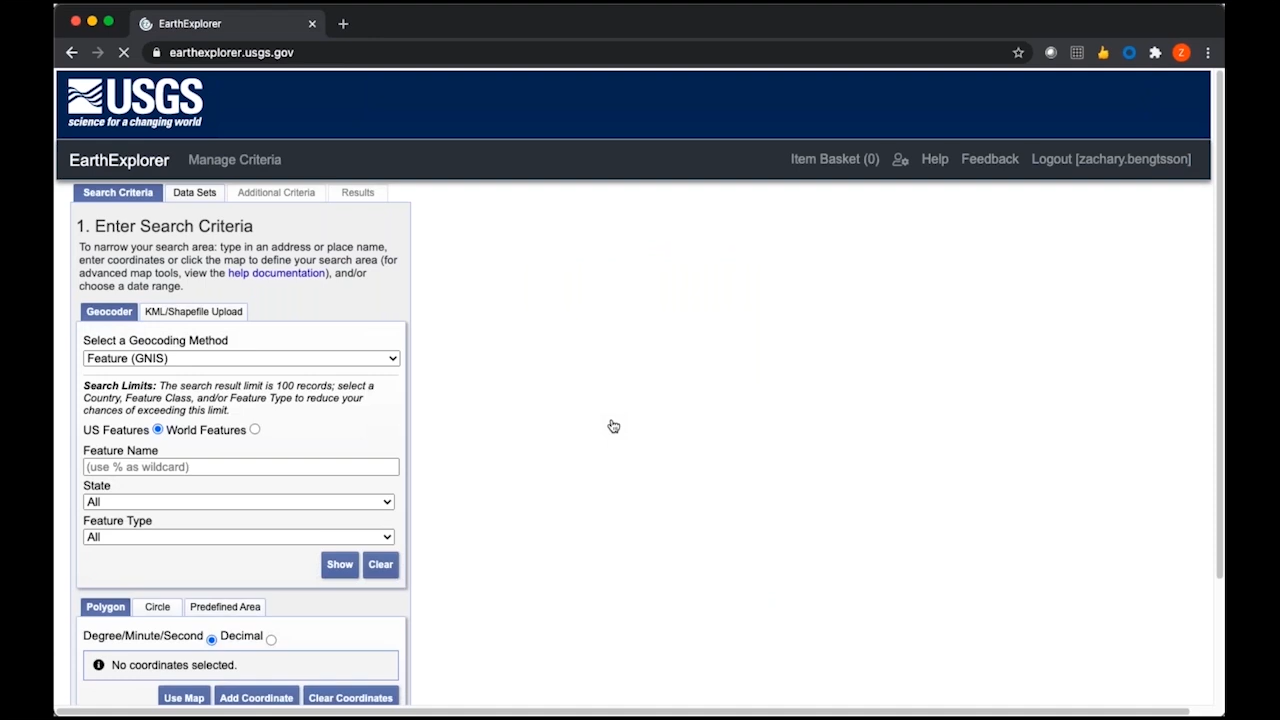 EarthExplorer
earthexplorer.usgs.gov
Z
USGS
science for a changing world
EarthExplorer Manage Criteria Item Basket (0) Help Feedback Logout [zachary.bengtsson]
Search Criteria Data Sets Additional Criteria Results
1. Enter Search Criteria
To narrow your search area: type in an address or place name,
enter coordinates or click the map to define your search area (for
advanced map tools, view the help documentation), and/or
choose a date range.
Geocoder KML/Shapefile Upload
Select a Geocoding Method
Feature (GNIS)
Search Limits: The search result limit is 100 records; select a
Country, Feature Class, and/or Feature Type to reduce your
chances of exceeding this limit.
US Features World Features
Feature Name
(use % as wildcard)
State
All
Feature Type
All
Show Clear
Polygon Circle Predefined Area
Degree/Minute/Second Decimal
No coordinates selected.
Use Map Add Coordinate Clear Coordinates